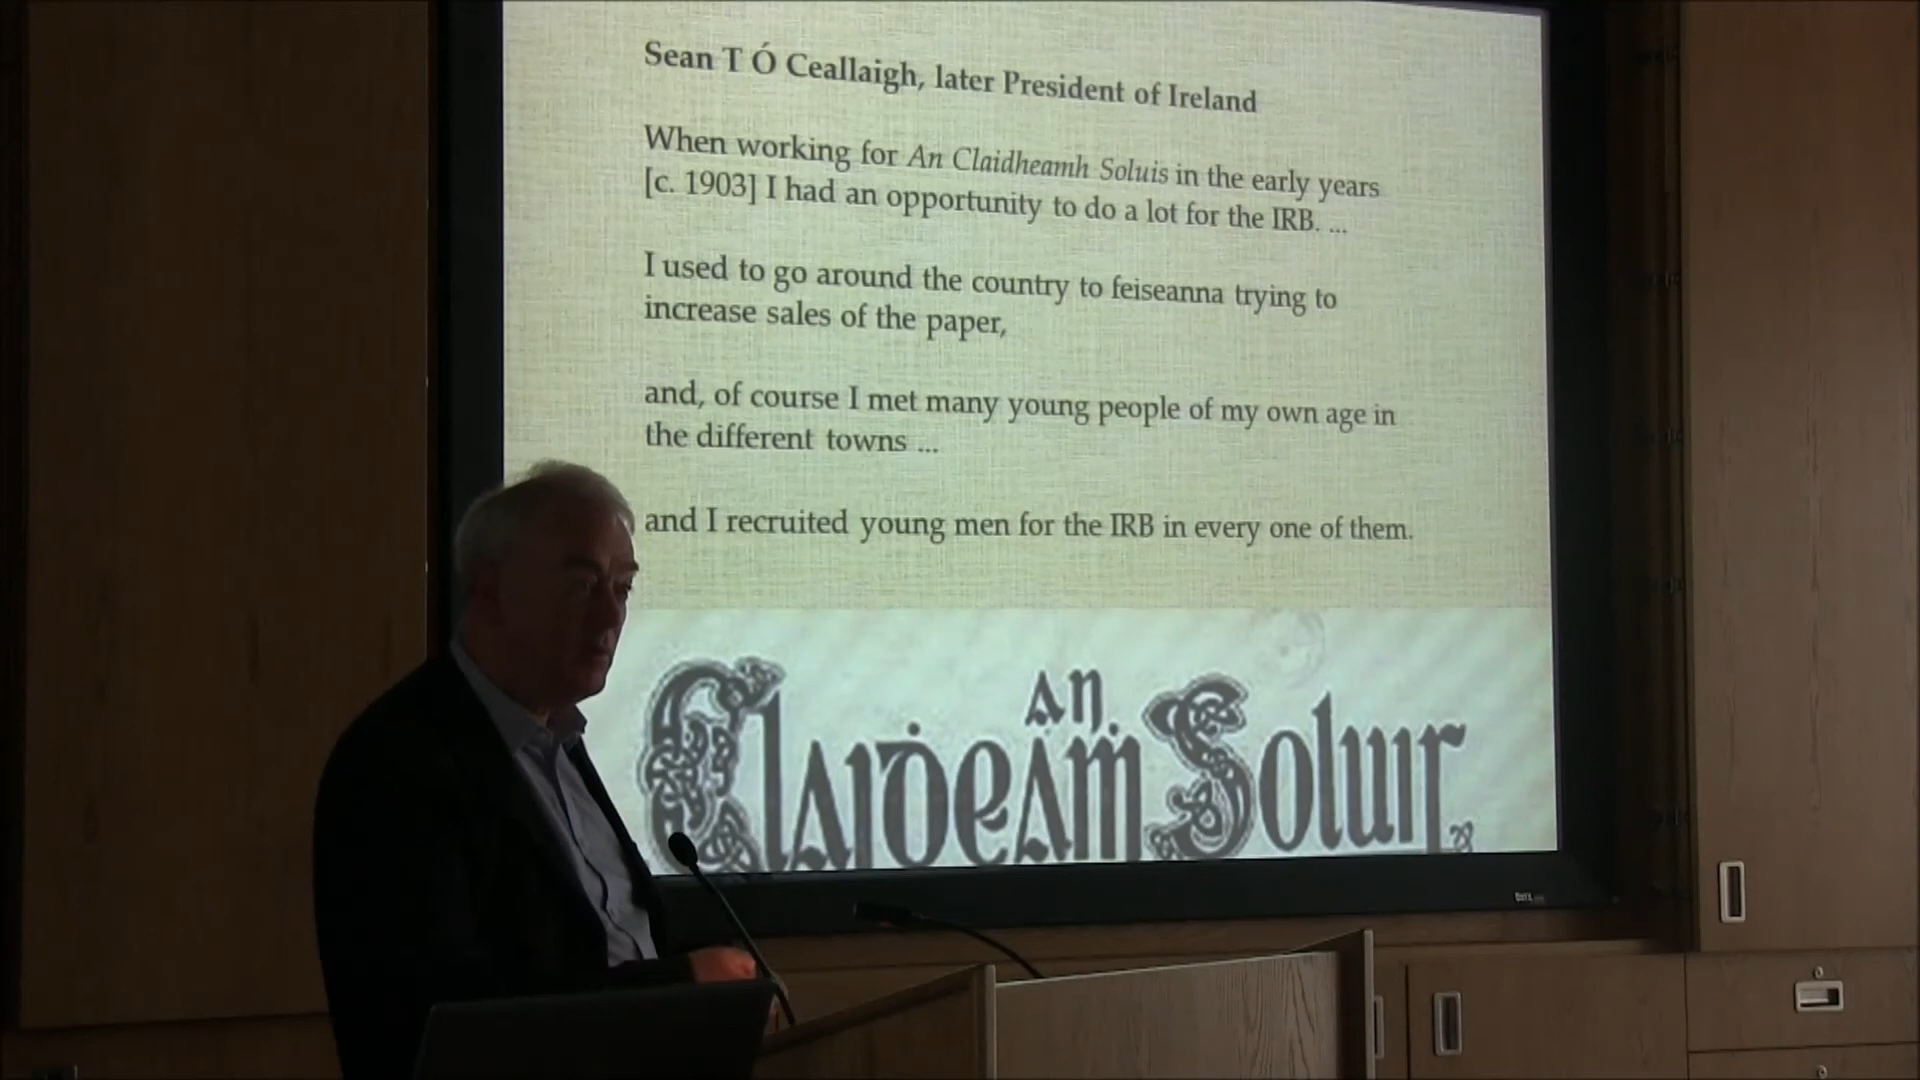 Sean T Ó Ceallaigh, later President of Ireland
When working for An Claidheamh Soluis in the early years
[c. 1903] I had an opportunity to do a lot for the IRB. ...
I used to go around the country to feiseanna trying to
increase sales of the paper,
and, of course I met many young people of my own age in
the different towns ...
and I recruited young men for the IRB in every one of them.
An
Claiḋeaṁ Soluis